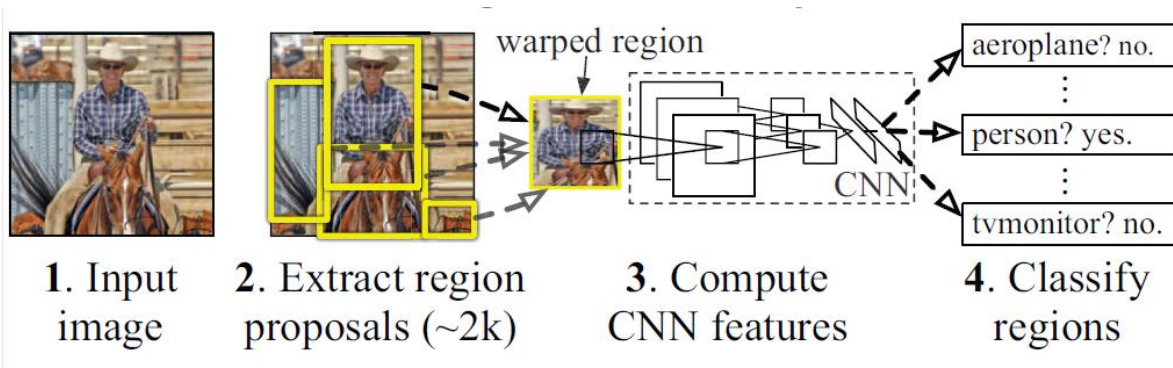 warped region
aeroplane? no.
⋮
person? yes.
⋮
tvmonitor? no.
CNN
1. Input
image
2. Extract region
proposals (~2k)
3. Compute
CNN features
4. Classify
regions